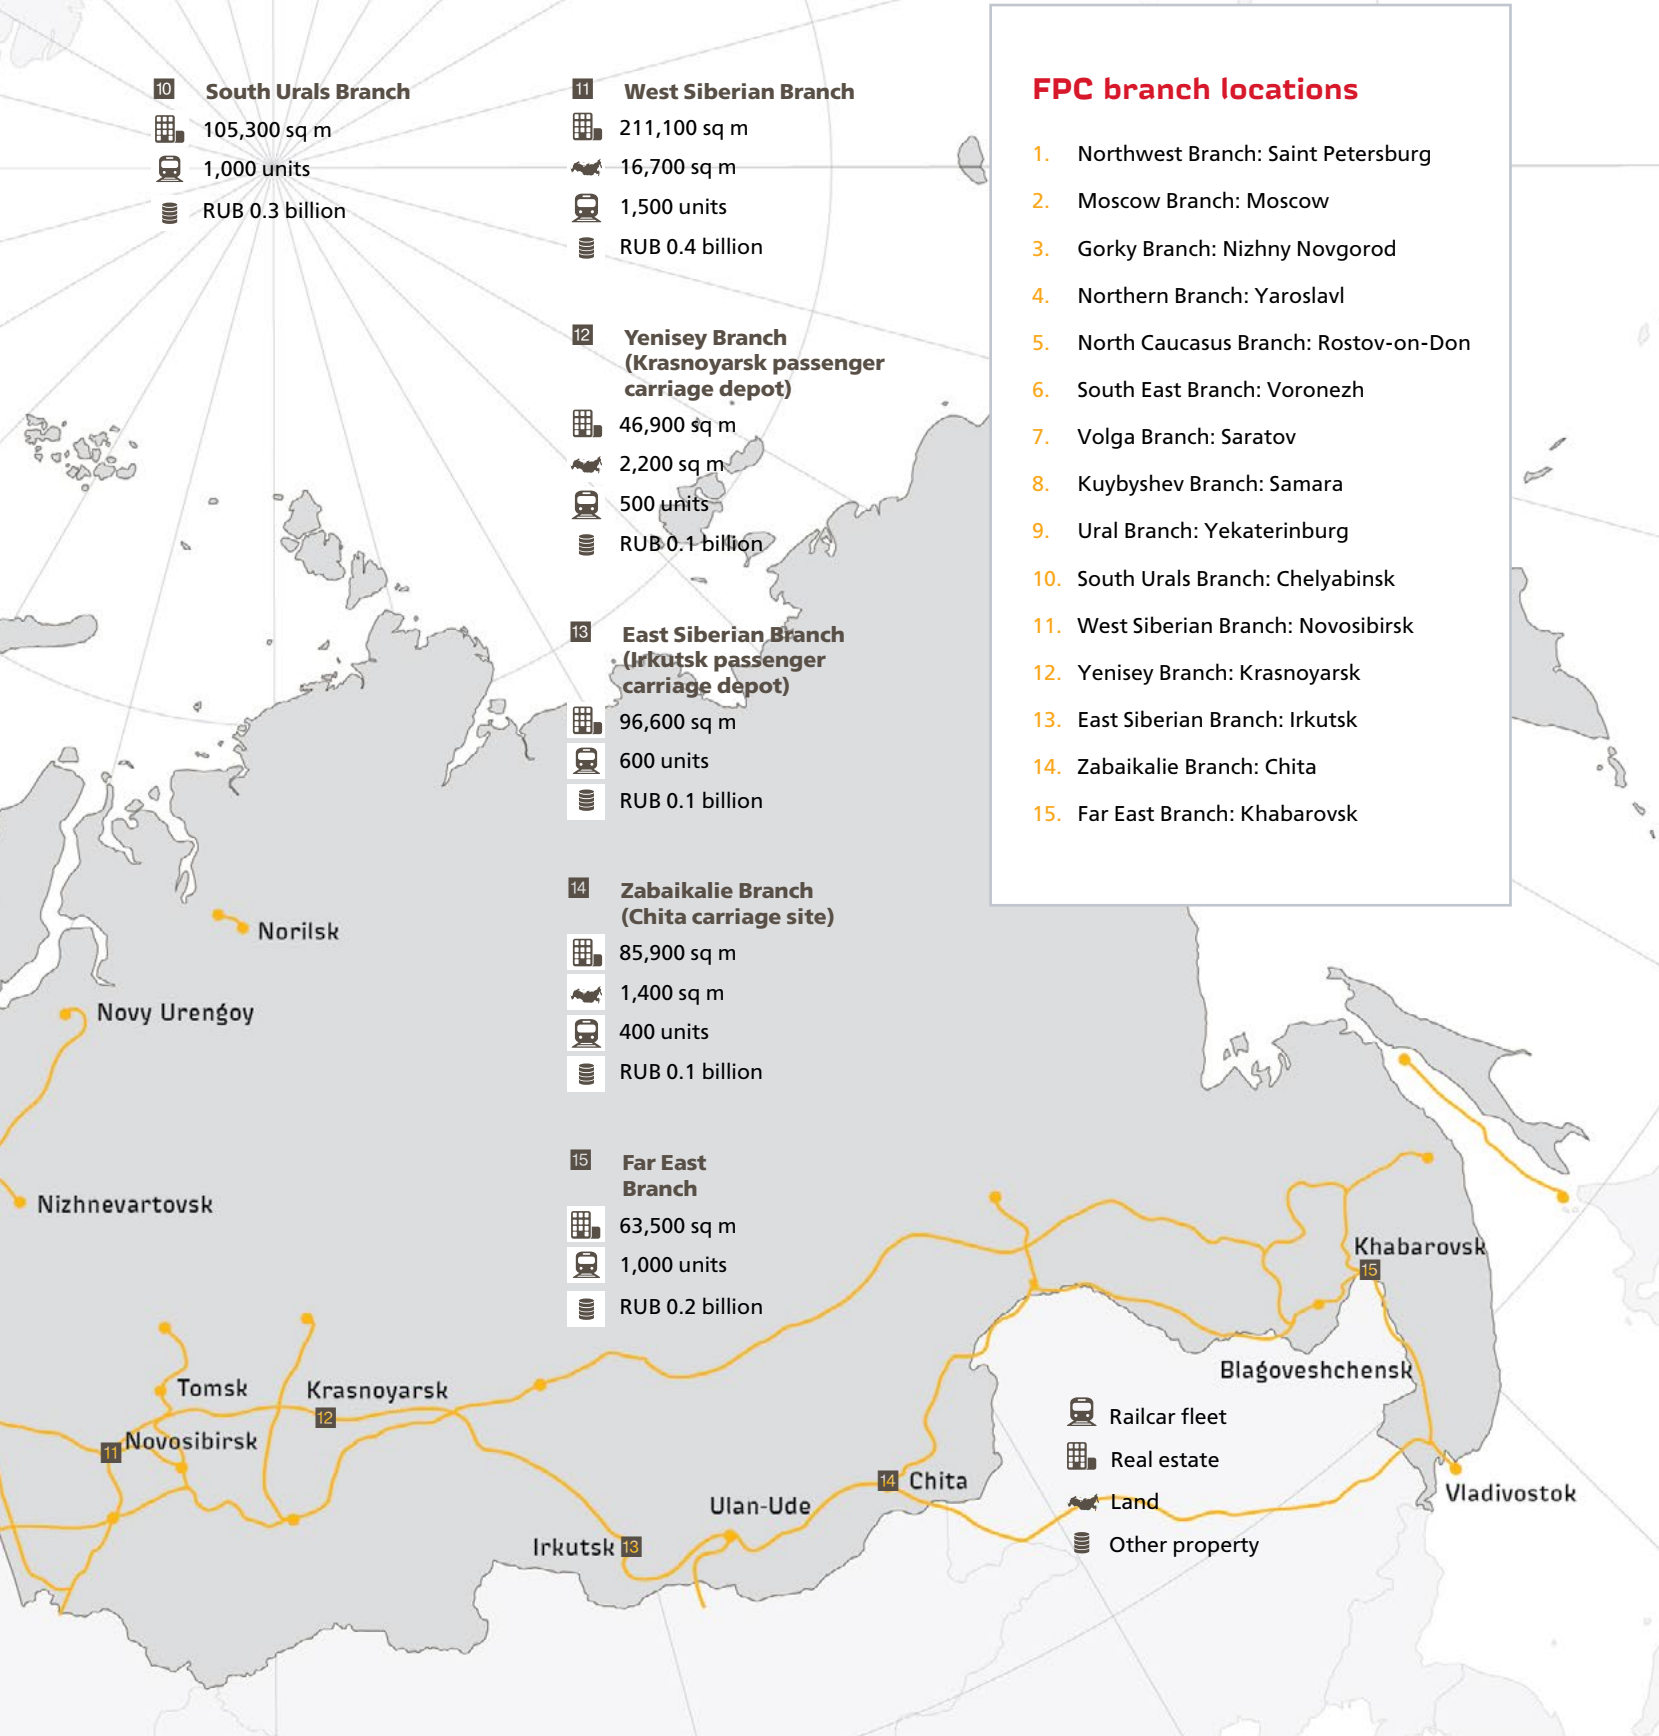 10 South Urals Branch
105,300 sq m
1,000 units
RUB 0.3 billion
11 West Siberian Branch
211,100 sq m
16,700 sq m
1,500 units
RUB 0.4 billion
12 Yenisey Branch
(Krasnoyarsk passenger
carriage depot)
46,900 sq m
2,200 sq m
500 units
RUB 0.1 billion
13 East Siberian Branch
(Irkutsk passenger
carriage depot)
96,600 sq m
600 units
RUB 0.1 billion
14 Zabaikalie Branch
(Chita carriage site)
85,900 sq m
1,400 sq m
400 units
RUB 0.1 billion
15 Far East
Branch
63,500 sq m
1,000 units
RUB 0.2 billion
FPC branch locations
1. Northwest Branch: Saint Petersburg
2. Moscow Branch: Moscow
3. Gorky Branch: Nizhny Novgorod
4. Northern Branch: Yaroslavl
5. North Caucasus Branch: Rostov-on-Don
6. South East Branch: Voronezh
7. Volga Branch: Saratov
8. Kuybyshev Branch: Samara
9. Ural Branch: Yekaterinburg
10. South Urals Branch: Chelyabinsk
11. West Siberian Branch: Novosibirsk
12. Yenisey Branch: Krasnoyarsk
13. East Siberian Branch: Irkutsk
14. Zabaikalie Branch: Chita
15. Far East Branch: Khabarovsk
Norilsk
Novy Urengoy
Nizhnevartovsk
Tomsk
Krasnoyarsk
12
Novosibirsk
11
Irkutsk 13
Ulan-Ude
14 Chita
Khabarovsk
15
Blagoveshchensk
Vladivostok
Railcar fleet
Real estate
Land
Other property